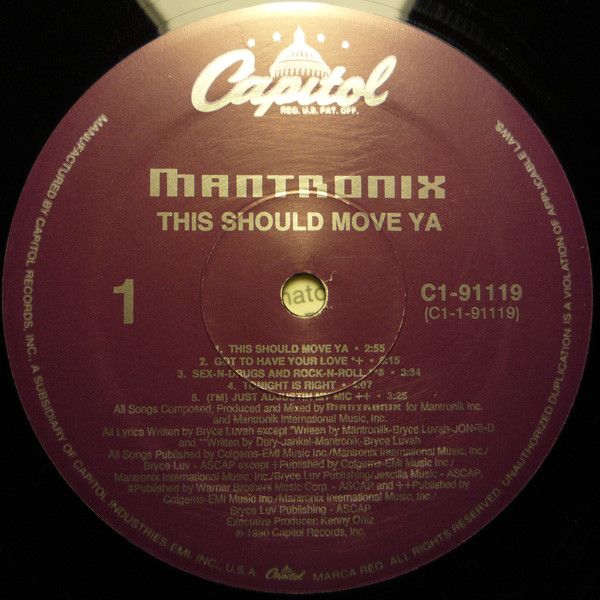 Capitol
REG. U.S. PAT. OFF.
MANTRONIX
THIS SHOULD MOVE YA
1
C1-91119
(C1-1-91119)
nato
1. THIS SHOULD MOVE YA • 2:55
2. GOT TO HAVE YOUR LOVE *+ • 6:15
3. SEX-N-DRUGS AND ROCK-N-ROLL • 3:34
4. TONIGHT IS RIGHT • :07
5. (I'M) JUST ADJUSTIN' MY MIC ++ • 3:25
All Songs Composed, Produced and Mixed by MANTRONIX for Mantronik Inc.
and Mantronik International Music, Inc.
All Lyrics Written by Bryce Luvah except *Written by Mantronik-Bryce Luvah-
and **Written by Dury-Jankel-Mantronik-Bryce Luvah
All Songs Published by Colgems-EMI Music Inc./Mantronix International Music, Inc./
Bryce Luv - ASCAP except +Published by Colgems-EMI Music Inc./
Mantronix International Music, Inc./Bryce Luv Publishing/Joscilla Music - ASCAP,
#Published by Warner Brothers Music Corp. - ASCAP and ++Published by
Colgems-EMI Music Inc./Mantronix International Music, Inc./
Bryce Luv Publishing - ASCAP.
Executive Producer: Kenny Ortiz
℗ 1990 Capitol Records, Inc.
MANUFACTURED BY CAPITOL RECORDS, INC., A SUBSIDIARY OF CAPITOL INDUSTRIES-EMI, INC., U.S.A. Capitol MARCA REG. ALL RIGHTS RESERVED. UNAUTHORIZED DUPLICATION IS A VIOLATION OF APPLICABLE LAWS.